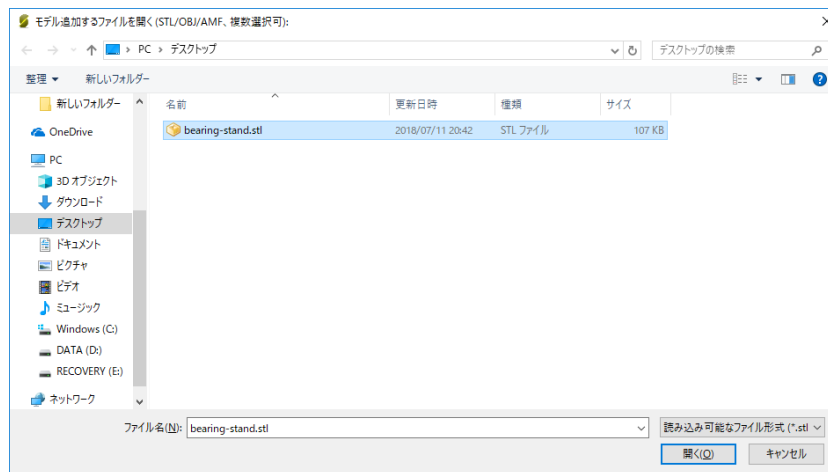 モデル追加するファイルを開く(STL/OBJ/AMF、複数選択可):
PC › デスクトップ
デスクトップの検索
整理 新しいフォルダー
新しいフォルダー
OneDrive
PC
3D オブジェクト
ダウンロード
デスクトップ
ドキュメント
ピクチャ
ビデオ
ミュージック
Windows (C:)
DATA (D:)
RECOVERY (E:)
ネットワーク
名前 更新日時 種類 サイズ
bearing-stand.stl 2018/07/11 20:42 STL ファイル 107 KB
ファイル名(N): bearing-stand.stl 読み込み可能なファイル形式 (*.stl
開く(O) キャンセル